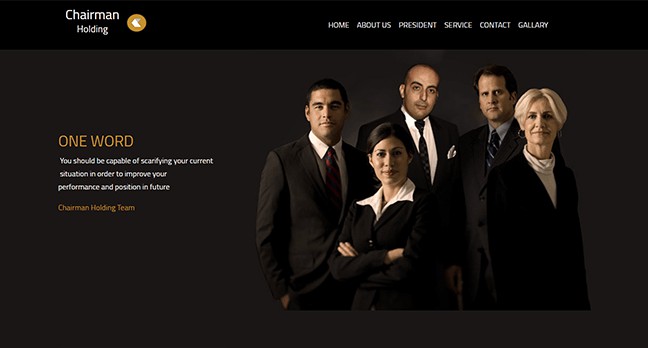 Chairman
Holding
HOME ABOUT US PRESIDENT SERVICE CONTACT GALLARY
ONE WORD
You should be capable of scarifying your current
situation in order to improve your
performance and position in future
Chairman Holding Team